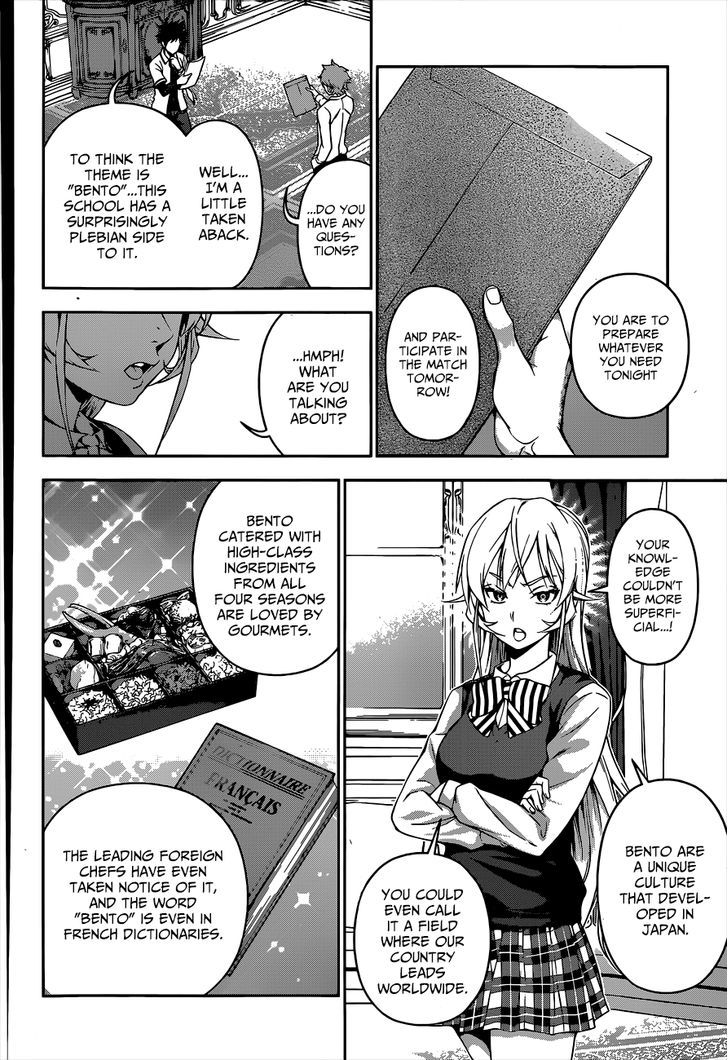 YOU ARE TO
PREPARE
WHATEVER
YOU NEED
TONIGHT
AND PAR-
TICIPATE IN
THE MATCH
TOMOR-
ROW!
...DO YOU
HAVE ANY
QUES-
TIONS?
WELL...
I'M A
LITTLE
TAKEN
ABACK.
TO THINK THE
THEME IS
"BENTO"...THIS
SCHOOL HAS A
SURPRISINGLY
PLEBIAN SIDE
TO IT.
...HMPH!
WHAT
ARE YOU
TALKING
ABOUT?
YOUR
KNOWL-
EDGE
COULDN'T
BE MORE
SUPERFI-
CIAL...!
BENTO ARE
A UNIQUE
CULTURE
THAT DEVEL-
OPED IN
JAPAN.
YOU COULD
EVEN CALL
IT A FIELD
WHERE OUR
COUNTRY
LEADS
WORLDWIDE.
BENTO
CATERED WITH
HIGH-CLASS
INGREDIENTS
FROM ALL
FOUR SEASONS
ARE LOVED BY
GOURMETS.
DICTIONNAIRE
FRANÇAIS
THE LEADING FOREIGN
CHEFS HAVE EVEN
TAKEN NOTICE OF IT,
AND THE WORD
"BENTO" IS EVEN IN
FRENCH DICTIONARIES.